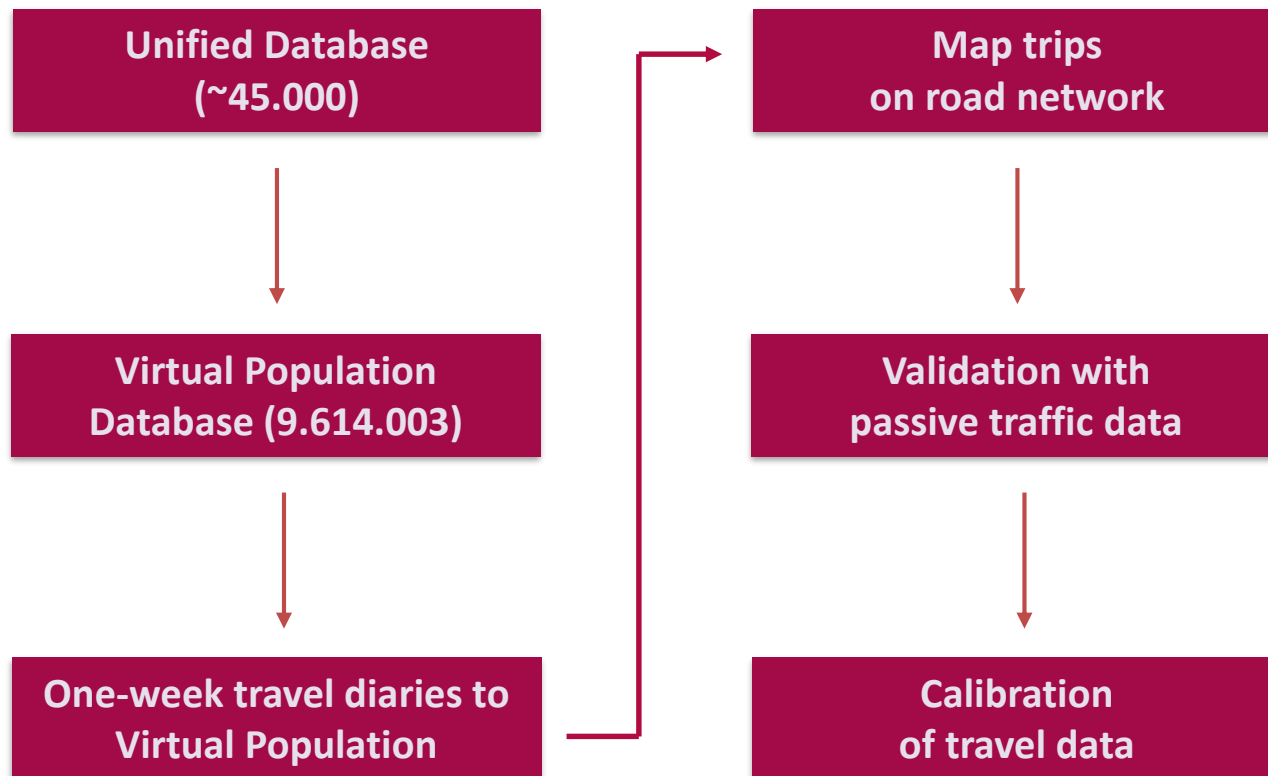 Unified Database
(~45.000)
Virtual Population
Database (9.614.003)
One-week travel diaries to
Virtual Population
Map trips
on road network
Validation with
passive traffic data
Calibration
of travel data